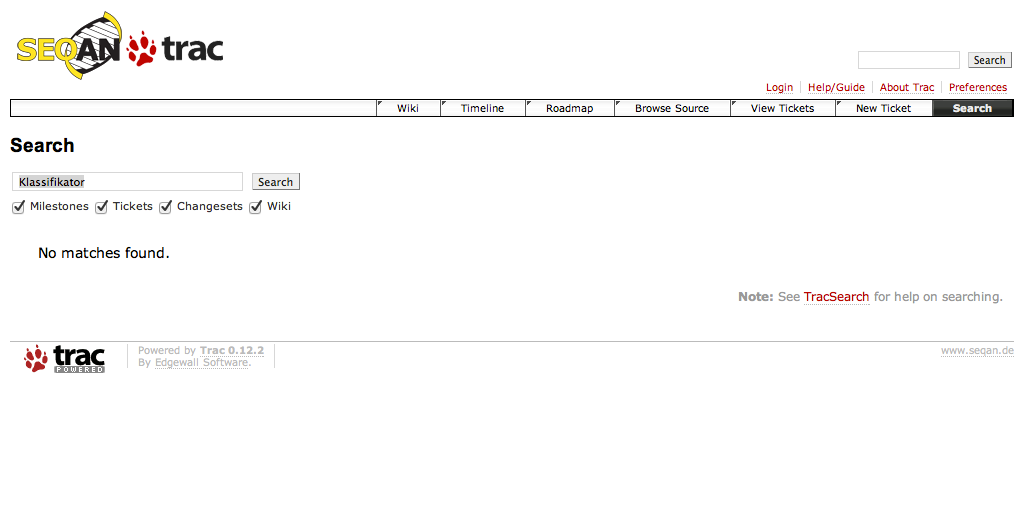 SEQAN trac
Search
Login Help/Guide About Trac Preferences
Wiki Timeline Roadmap Browse Source View Tickets New Ticket Search
Search
Klassifikator Search
Milestones Tickets Changesets Wiki
No matches found.
Note: See TracSearch for help on searching.
trac POWERED
Powered by Trac 0.12.2
By Edgewall Software.
www.seqan.de